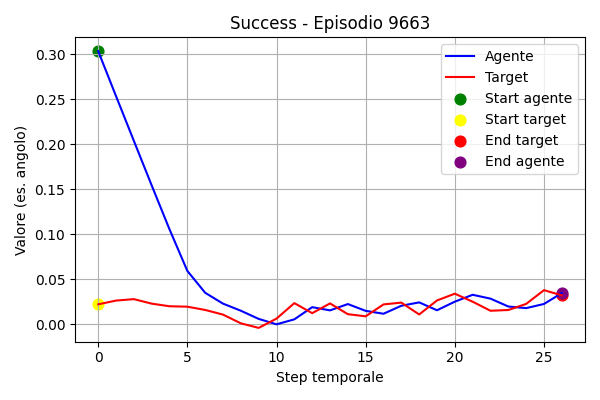 Success - Episodio 9663
Valore (es. angolo)
0.30
0.25
0.20
0.15
0.10
0.05
0.00
Agente
Target
Start agente
Start target
End target
End agente
0 5 10 15 20 25
Step temporale